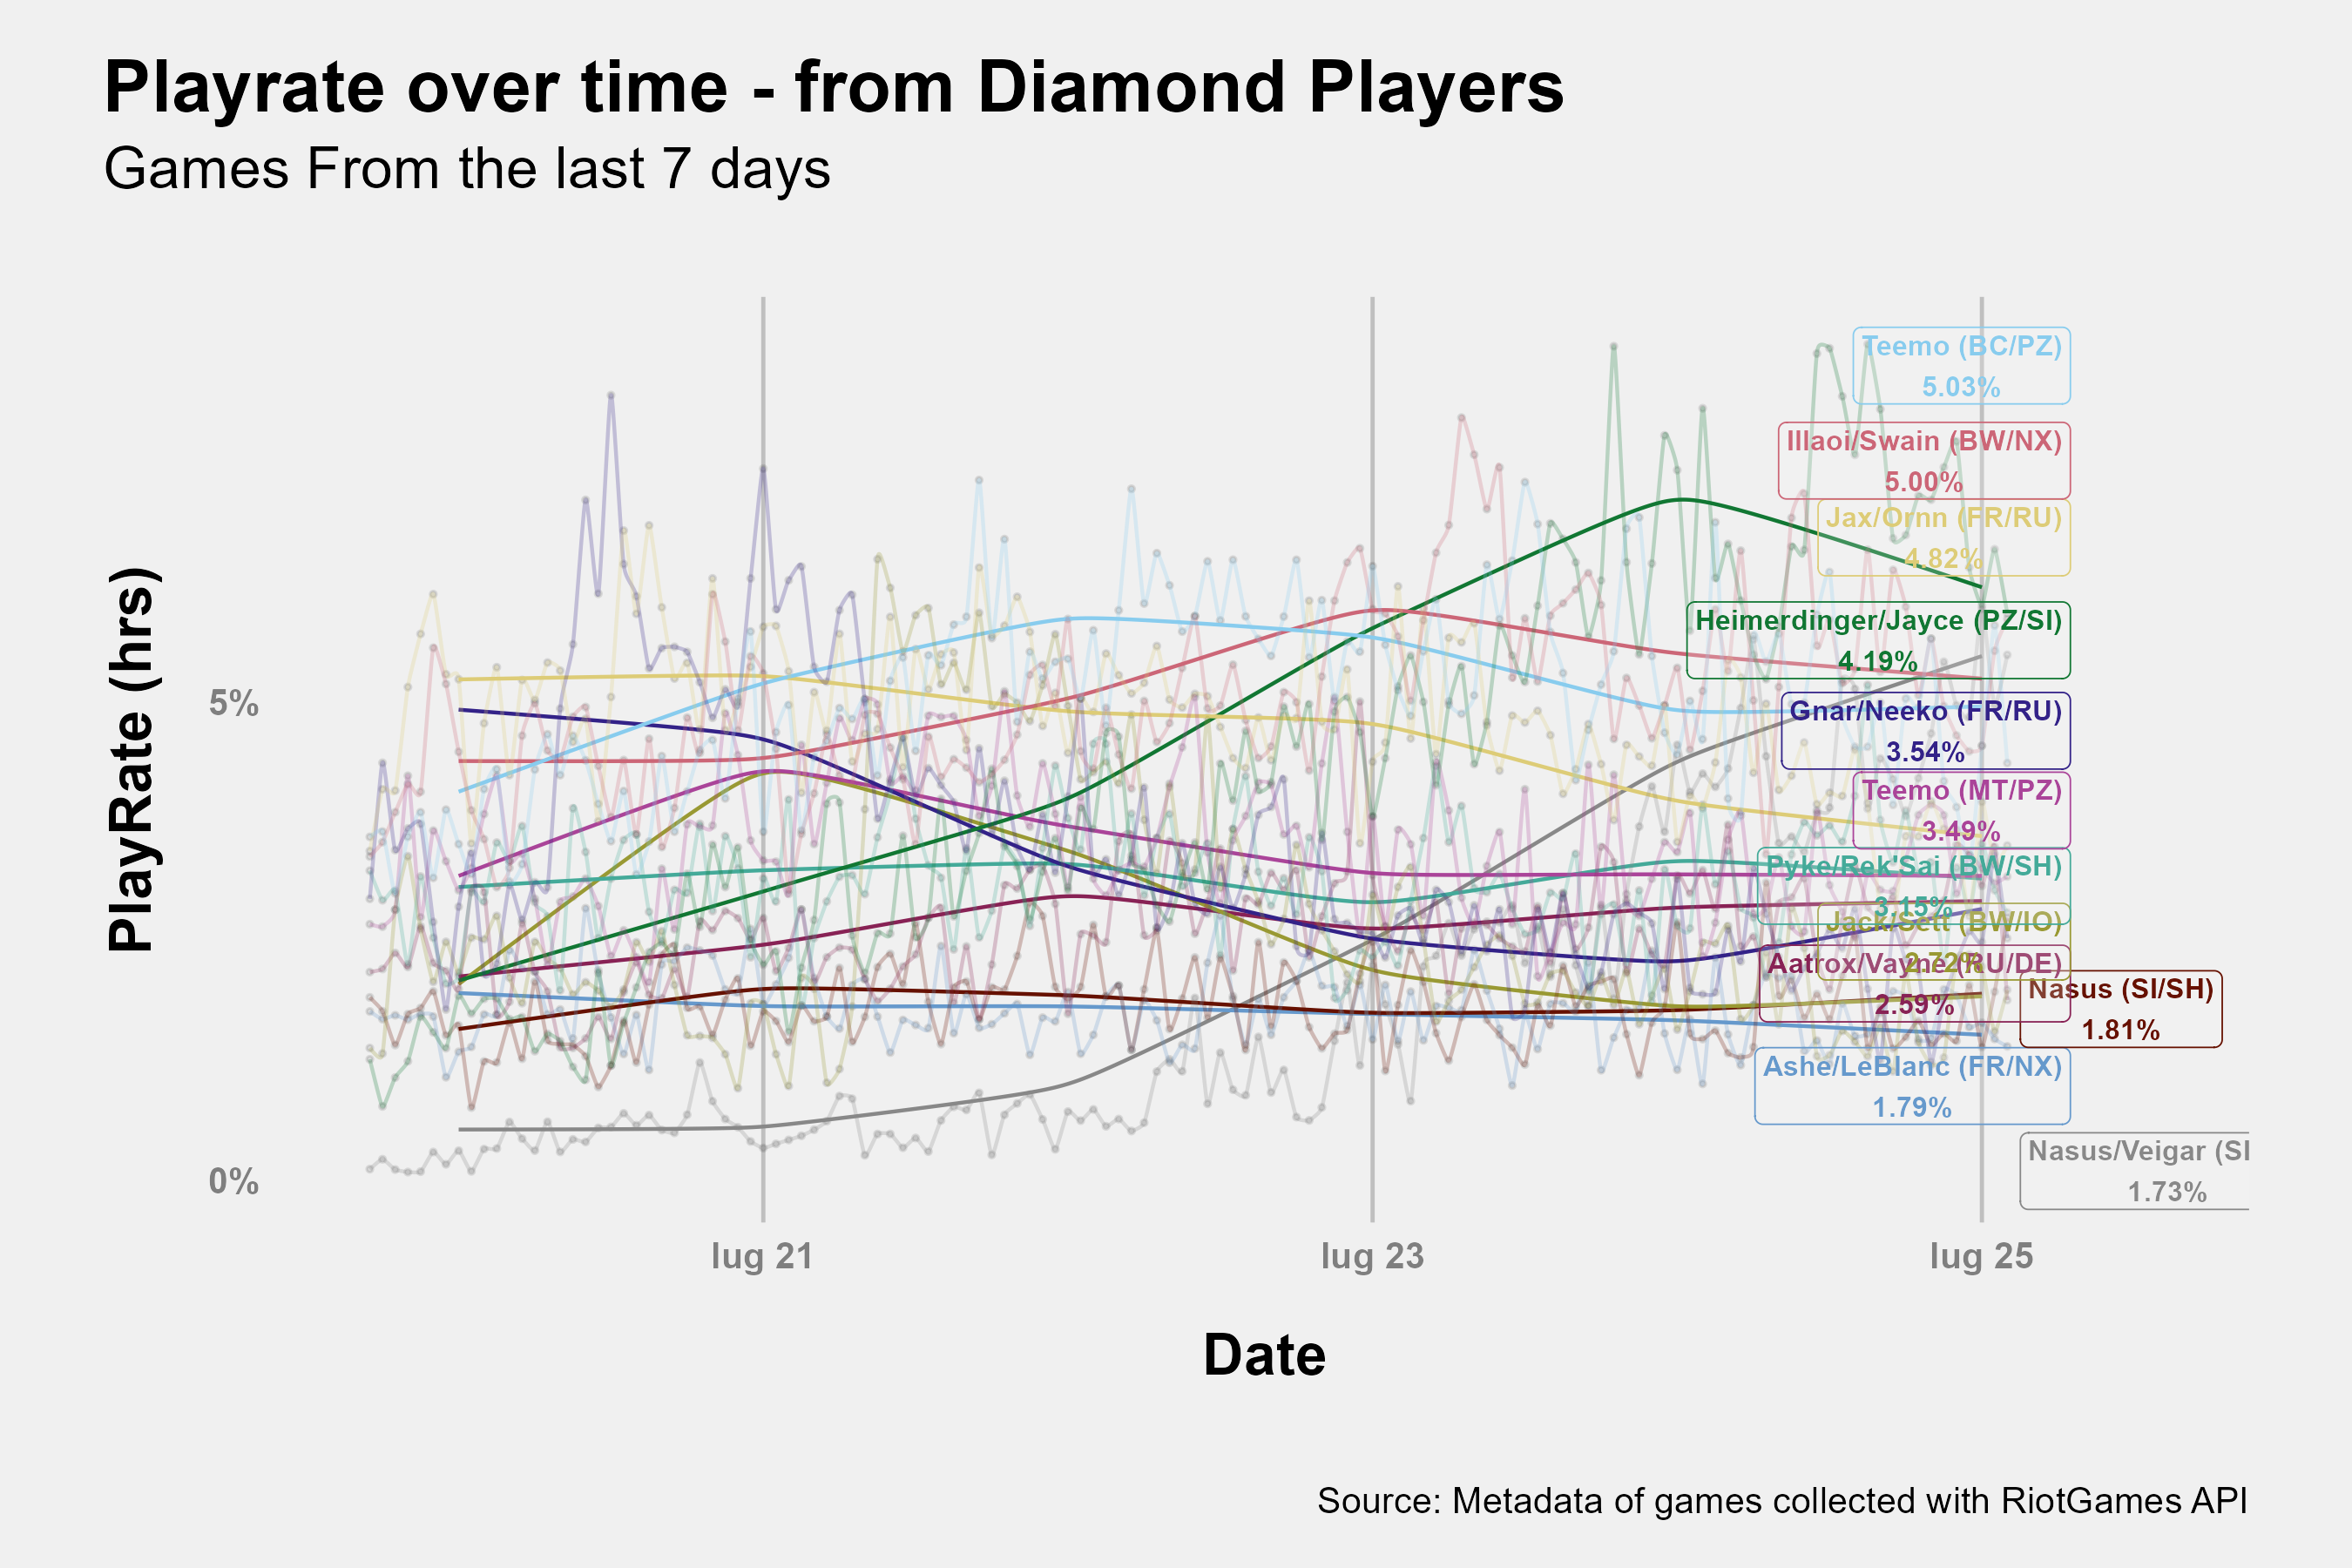 Playrate over time - from Diamond Players
Games From the last 7 days
PlayRate (hrs)
5%
0%
Teemo (BC/PZ)
5.03%
Illaoi/Swain (BW/NX)
5.00%
Jax/Ornn (FR/RU)
4.82%
Heimerdinger/Jayce (PZ/SI)
4.19%
Gnar/Neeko (FR/RU)
3.54%
Teemo (MT/PZ)
3.49%
Pyke/Rek'Sai (BW/SH)
3.15%
Jack/Sett (BW/IO)
2.72%
Aatrox/Vayne (RU/DE)
2.59%
Nasus (SI/SH)
1.81%
Ashe/LeBlanc (FR/NX)
1.79%
Nasus/Veigar (SI
1.73%
lug 21
lug 23
lug 25
Date
Source: Metadata of games collected with RiotGames API